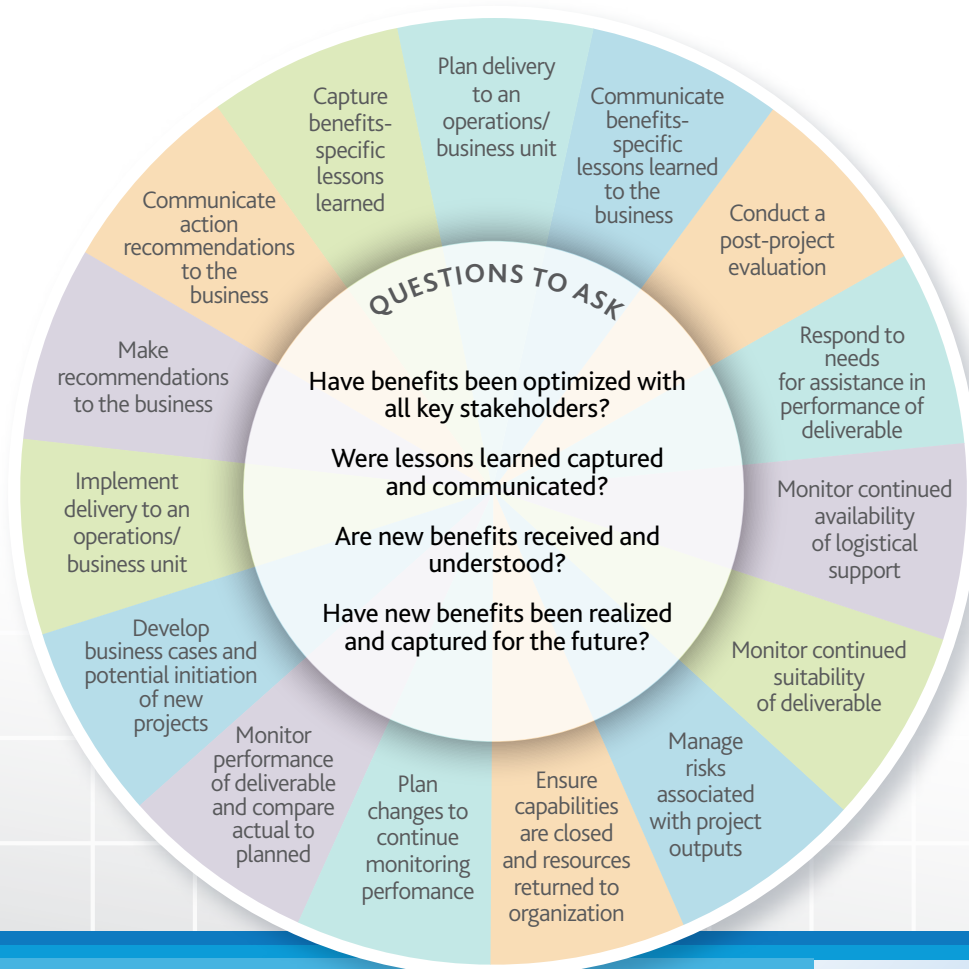 Plan delivery
to an
operations/
business unit
Communicate
benefits-
specific
lessons learned
to the
business
Conduct a
post-project
evaluation
Respond to
needs
for assistance in
performance of
deliverable
Monitor continued
availability
of logistical
support
Monitor continued
suitability
of deliverable
Manage
risks
associated
with project
outputs
Ensure
capabilities
are closed
and resources
returned to
organization
Plan
changes to
continue
monitoring
perfomance
Monitor
performance
of deliverable
and compare
actual to
planned
Develop
business cases and
potential initiation
of new
projects
Implement
delivery to an
operations/
business unit
Make
recommendations
to the business
Communicate
action
recommendations
to the
business
Capture
benefits-
specific
lessons
learned
QUESTIONS TO ASK
Have benefits been optimized with
all key stakeholders?
Were lessons learned captured
and communicated?
Are new benefits received and
understood?
Have new benefits been realized
and captured for the future?